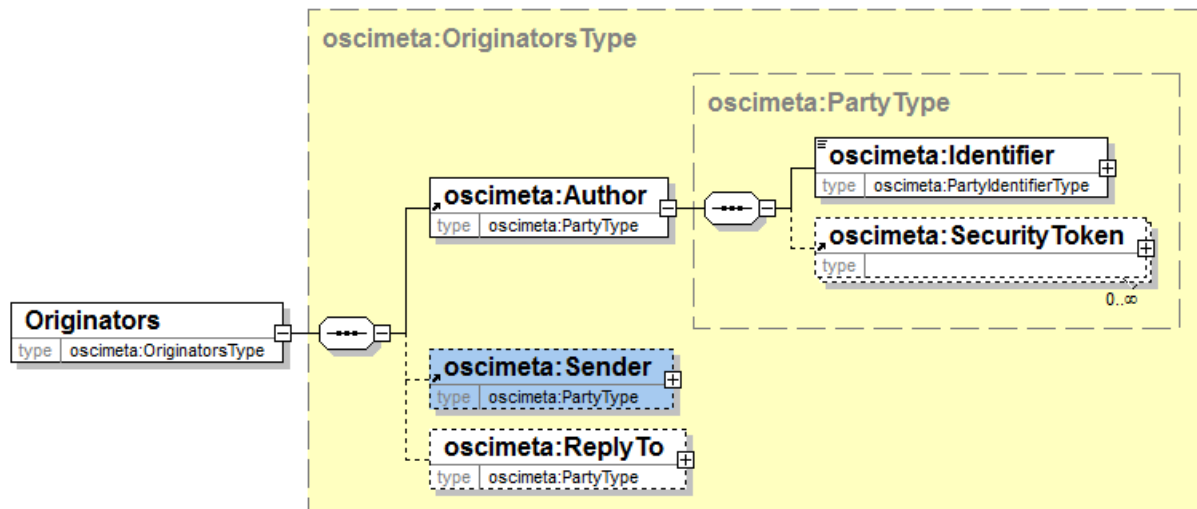 oscimeta:OriginatorsType
oscimeta:PartyType
oscimeta:Identifier
type oscimeta:PartyIdentifierType
oscimeta:Author
type oscimeta:PartyType
oscimeta:SecurityToken
type
0..∞
Originators
type oscimeta:OriginatorsType
oscimeta:Sender
type oscimeta:PartyType
oscimeta:ReplyTo
type oscimeta:PartyType